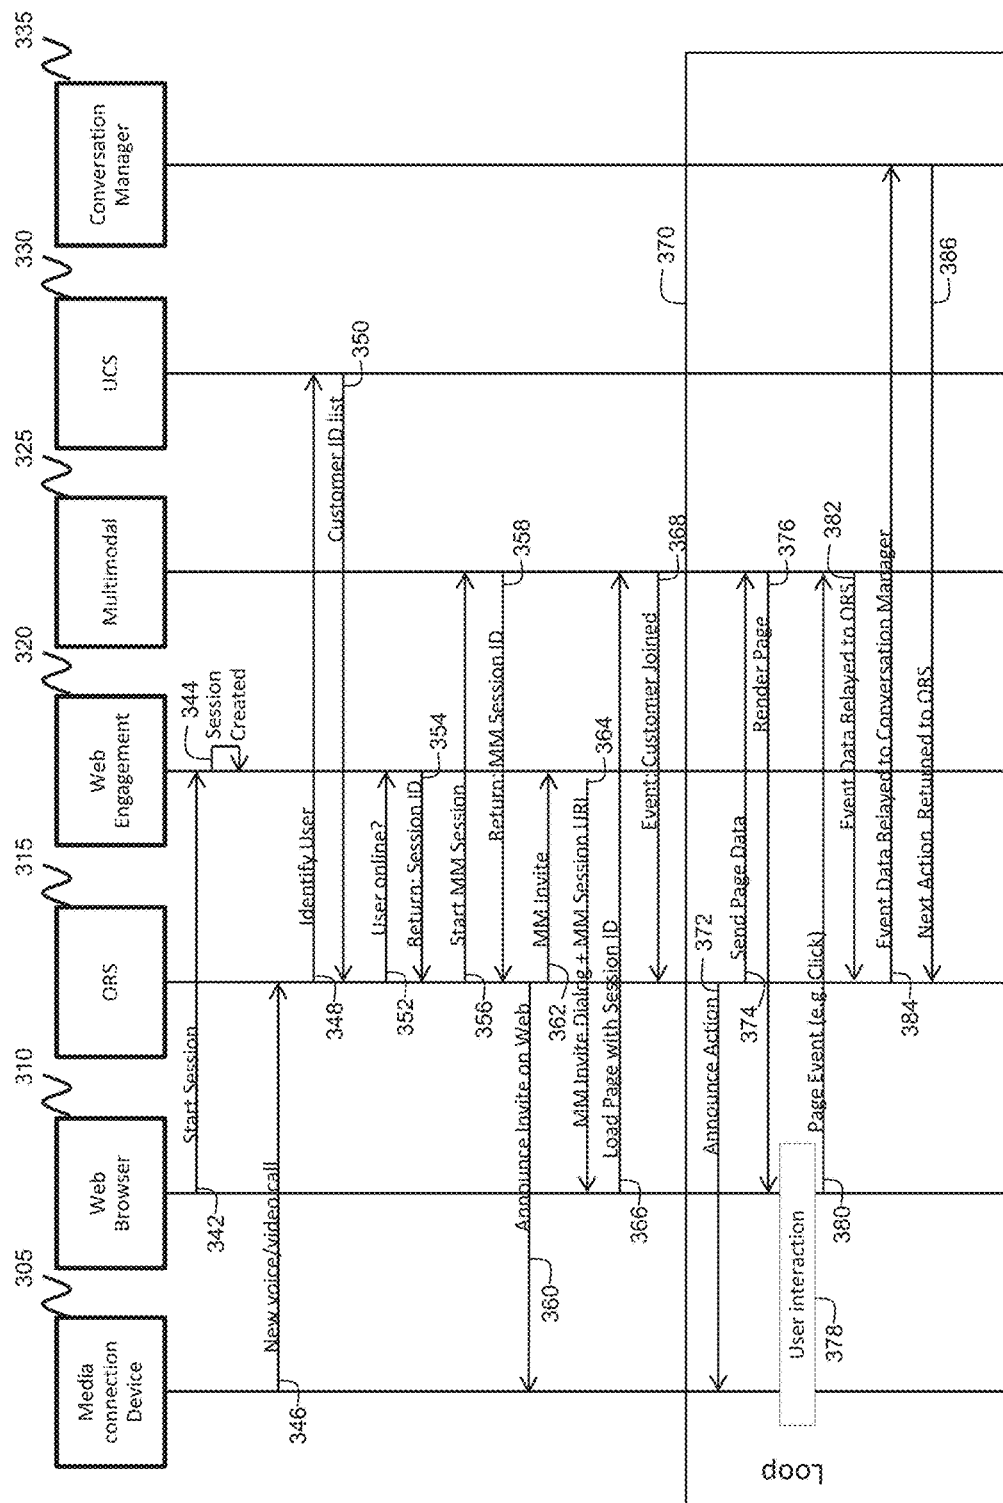 305
310
315
320
325
330
335
Media
connection
Device
Web
Browser
ORS
Web
Engagement
Multimodal
UCS
Conversation
Manager
Start Session
342
344
Session
Created
New voice/video call
346
Identify User
348
Customer ID list
350
User online?
352
Return: Session ID
354
Start MM Session
356
Return: MM Session ID
358
Announce Invite on Web
360
MM Invite
362
MM Invite Dialog + MM Session URI
364
Load Page with Session ID
366
Event: Customer Joined
368
370
Loop
Announce Action
372
Send Page Data
374
Render Page
376
User interaction
378
Page Event (e.g. Click)
380
Event Data Relayed to ORS
382
Event Data Relayed to Conversation Manager
384
Next Action Returned to ORS
386